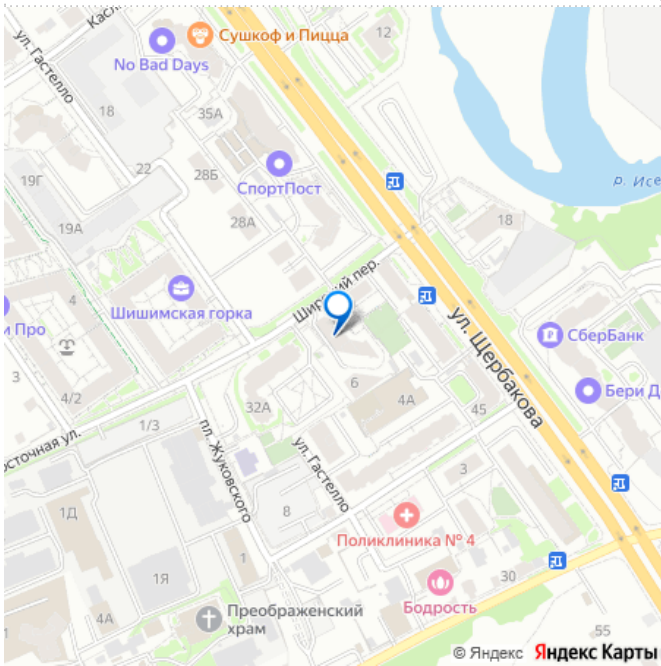 Сушкоф и Пицца
12
No Bad Days
ул. Гастелло
18
35А
22
28Б
СпортПост
19Г
р. Исе
19А
28А
18
4
Шишимская горка
Широкий пер.
ул. Щербакова
СберБанк
и Про
3
6
Бери Д
4/2
32А
4А
45
1/3
пл. Жуковского
ул. Гастелло
3
1Д
8
Поликлиника № 4
1Я
1
30
Бодрость
4А
Преображенский
храм
55
© Яндекс Яндекс Карты